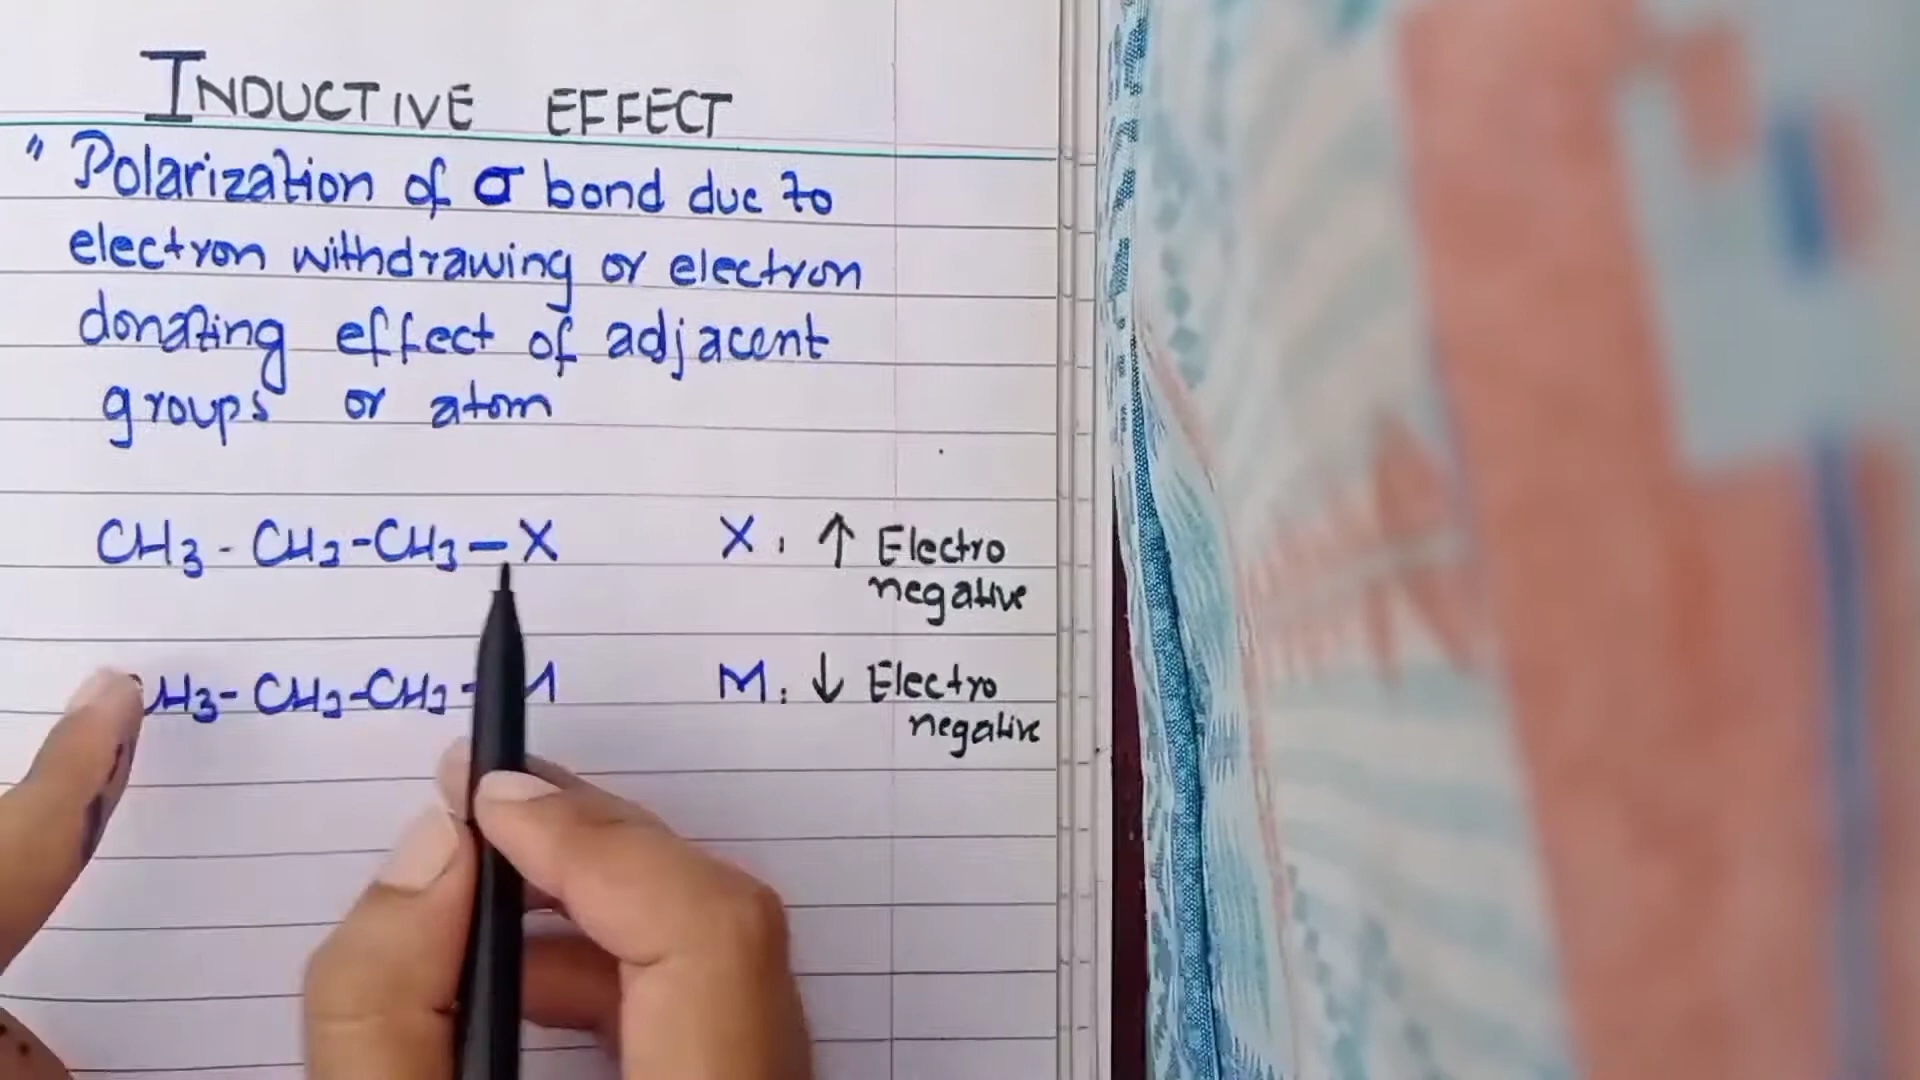 INDUCTIVE EFFECT
" Polarization of σ bond due to
electron withdrawing or electron
donating effect of adjacent
groups or atom
CH3 - CH2 - CH3 - X X : ↑ Electro
negative
CH3 - CH2 - CH2 - M : ↓ Electro
negative